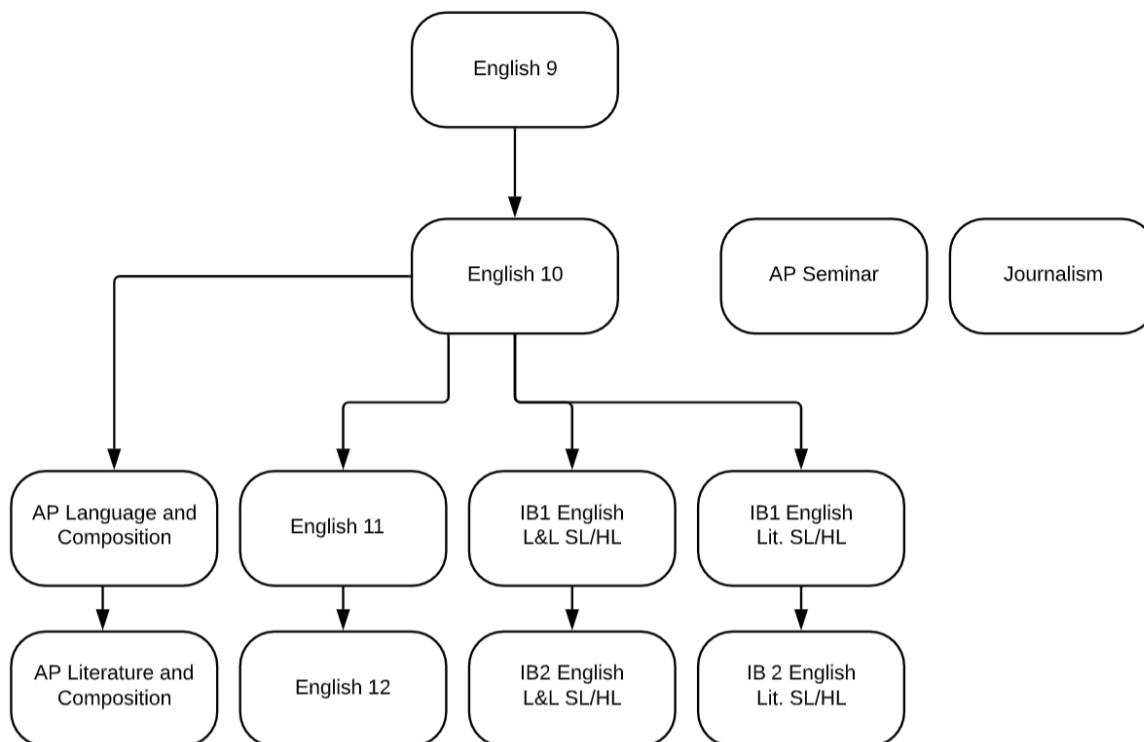 English 9
English 10
AP Seminar
Journalism
AP Language and
Composition
English 11
IB1 English
L&L SL/HL
IB1 English
Lit. SL/HL
AP Literature and
Composition
English 12
IB2 English
L&L SL/HL
IB 2 English
Lit. SL/HL